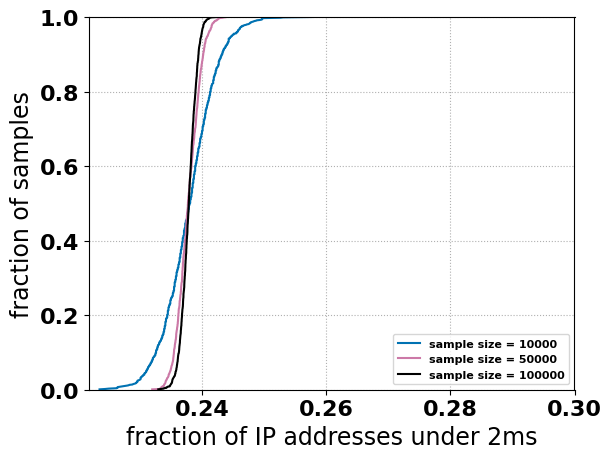 1.0
0.8
0.6
0.4
0.2
0.0
fraction of samples
sample size = 10000
sample size = 50000
sample size = 100000
0.24 0.26 0.28 0.30
fraction of IP addresses under 2ms